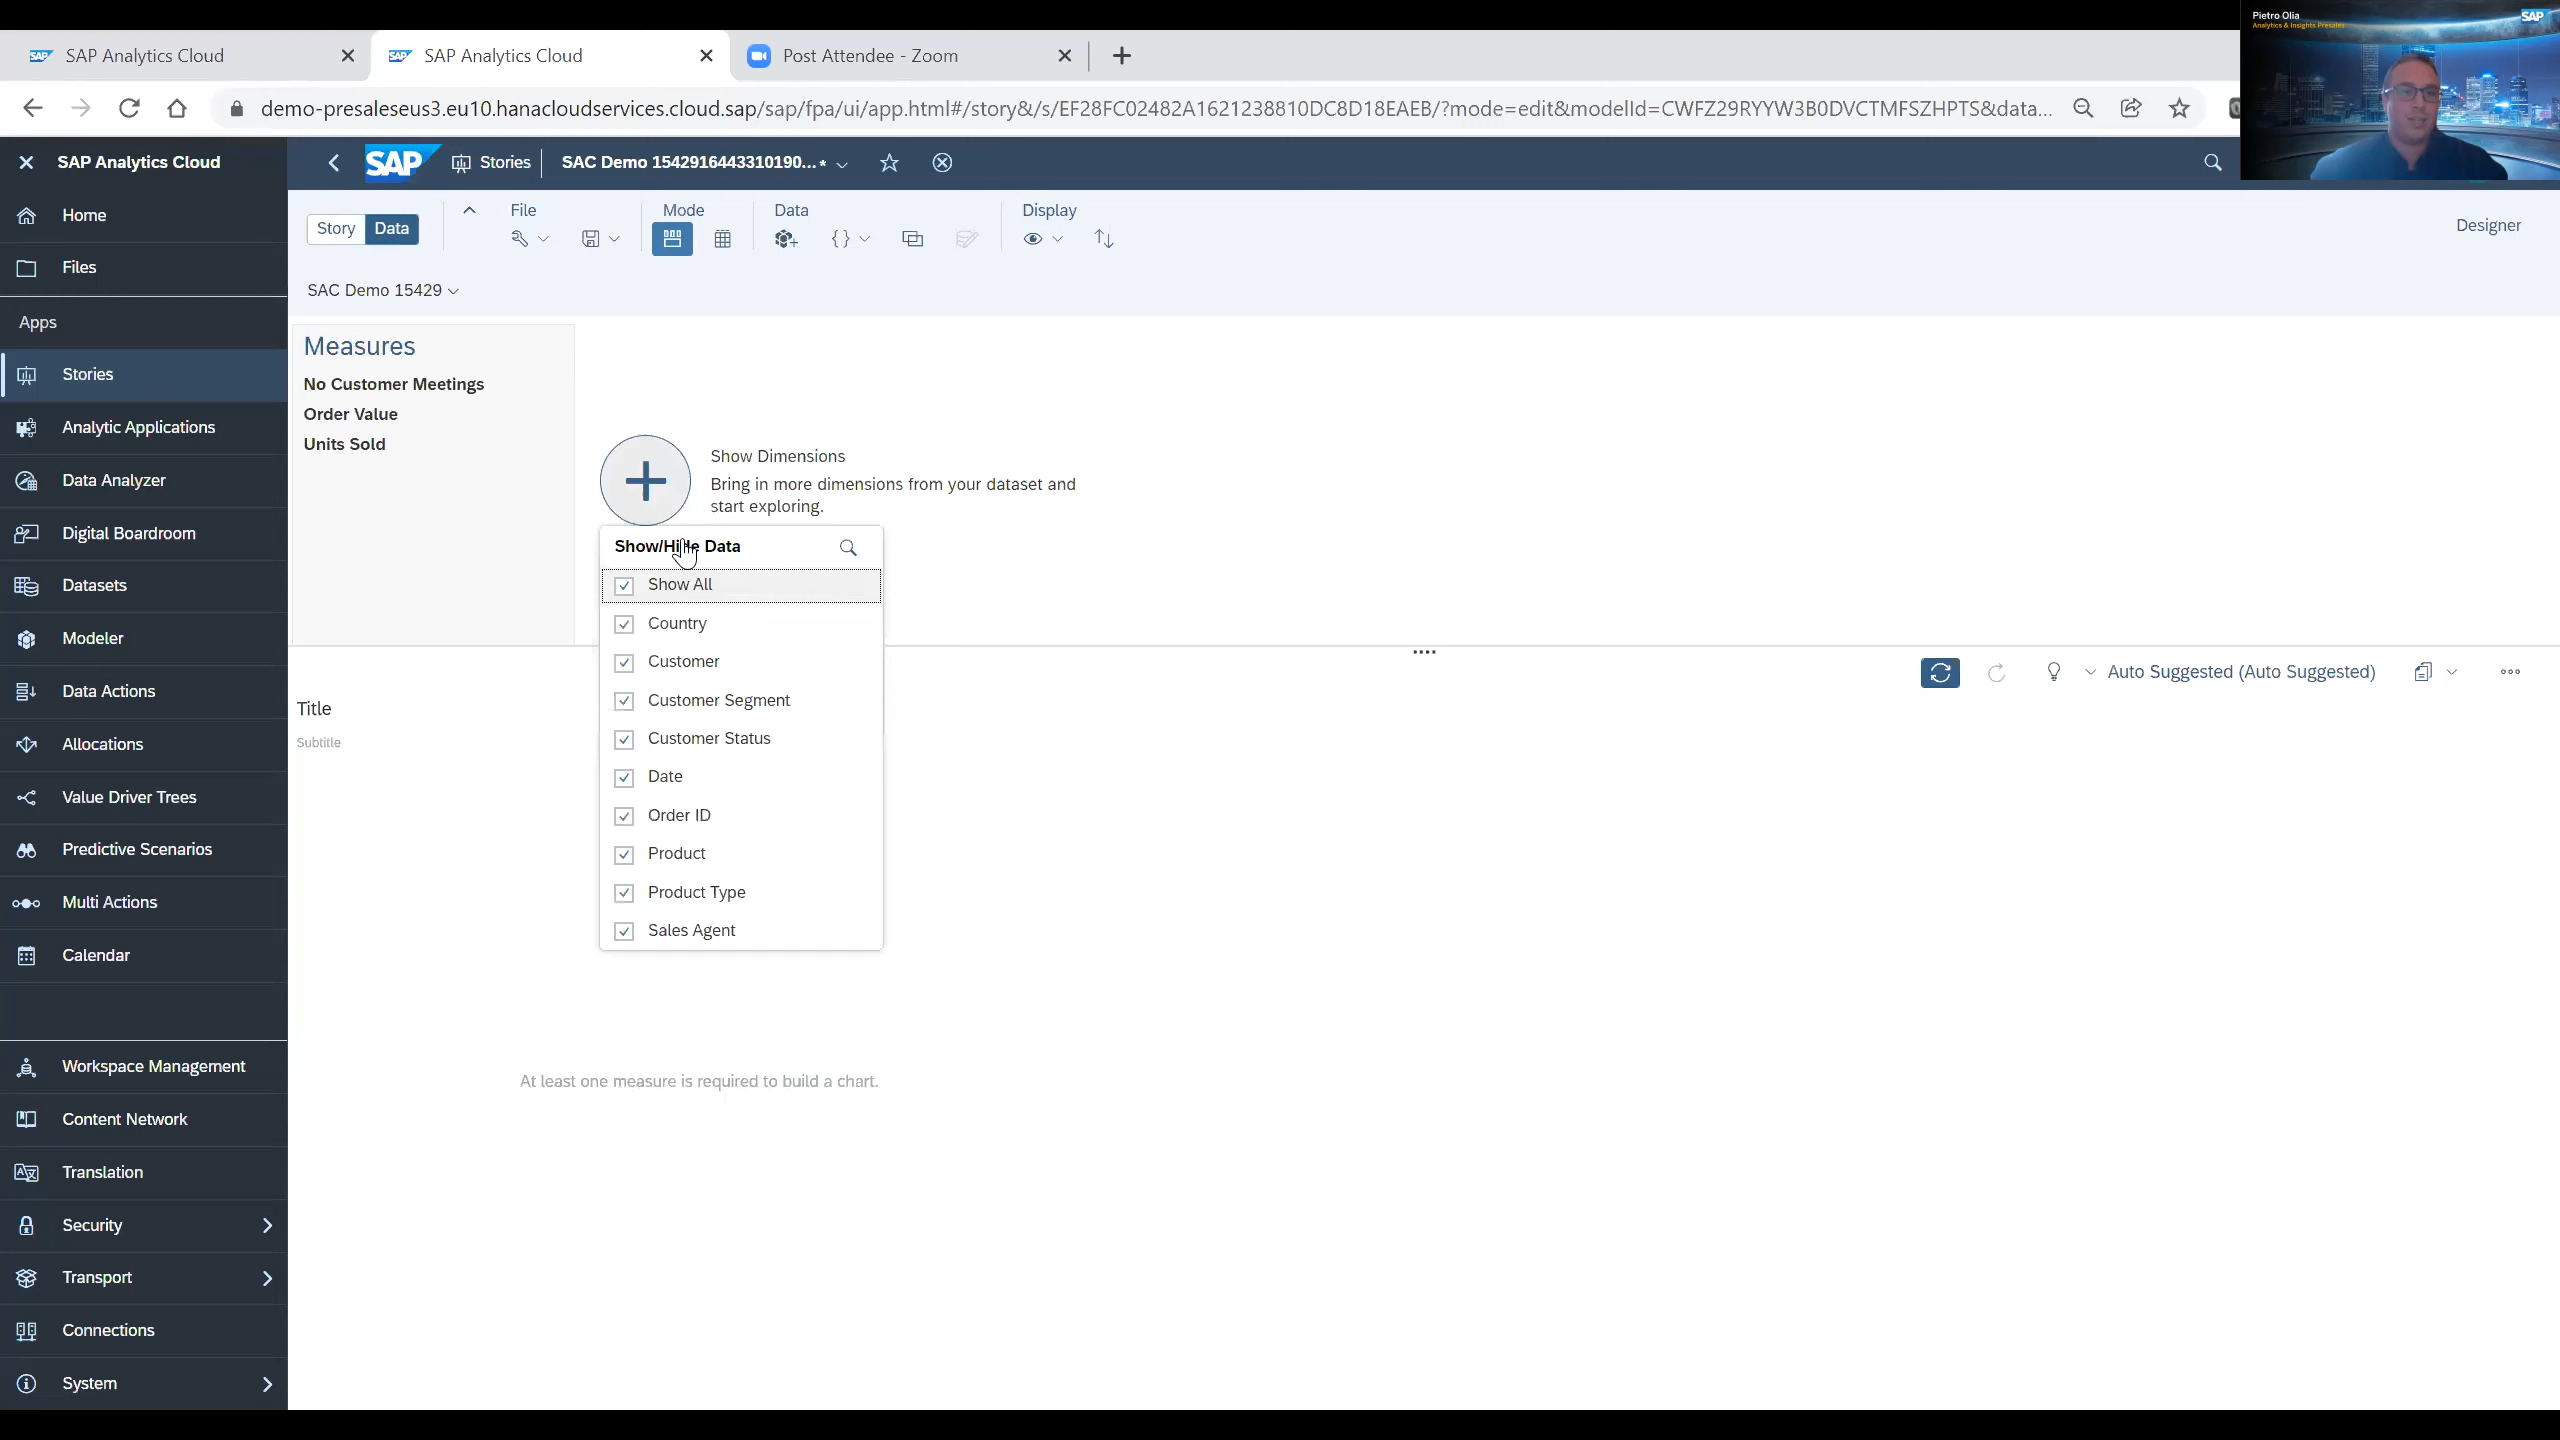 SAP Analytics Cloud
SAP Analytics Cloud
Post Attendee - Zoom
Pietro Olia
Analytics & Insights Presales
SAP
demo-presaleseus3.eu10.hanacloudservices.cloud.sap/sap/fpa/ui/app.html#/story&/s/EF28FC02482A1621238810DC8D18EAEB/?mode=edit&modelId=CWFZ29RYYW3B0DVCTMFSZHPTS&data...
SAP Analytics Cloud
SAP
Stories
SAC Demo 1542916443310190...*
Home
Files
Apps
Stories
Analytic Applications
Data Analyzer
Digital Boardroom
Datasets
Modeler
Data Actions
Allocations
Value Driver Trees
Predictive Scenarios
Multi Actions
Calendar
Workspace Management
Content Network
Translation
Security
Transport
Connections
System
Story
Data
File
Mode
Data
Display
Designer
SAC Demo 15429
Measures
No Customer Meetings
Order Value
Units Sold
Show Dimensions
Bring in more dimensions from your dataset and
start exploring.
Show/Hide Data
Show All
Country
Customer
Customer Segment
Customer Status
Date
Order ID
Product
Product Type
Sales Agent
Auto Suggested (Auto Suggested)
Title
Subtitle
At least one measure is required to build a chart.